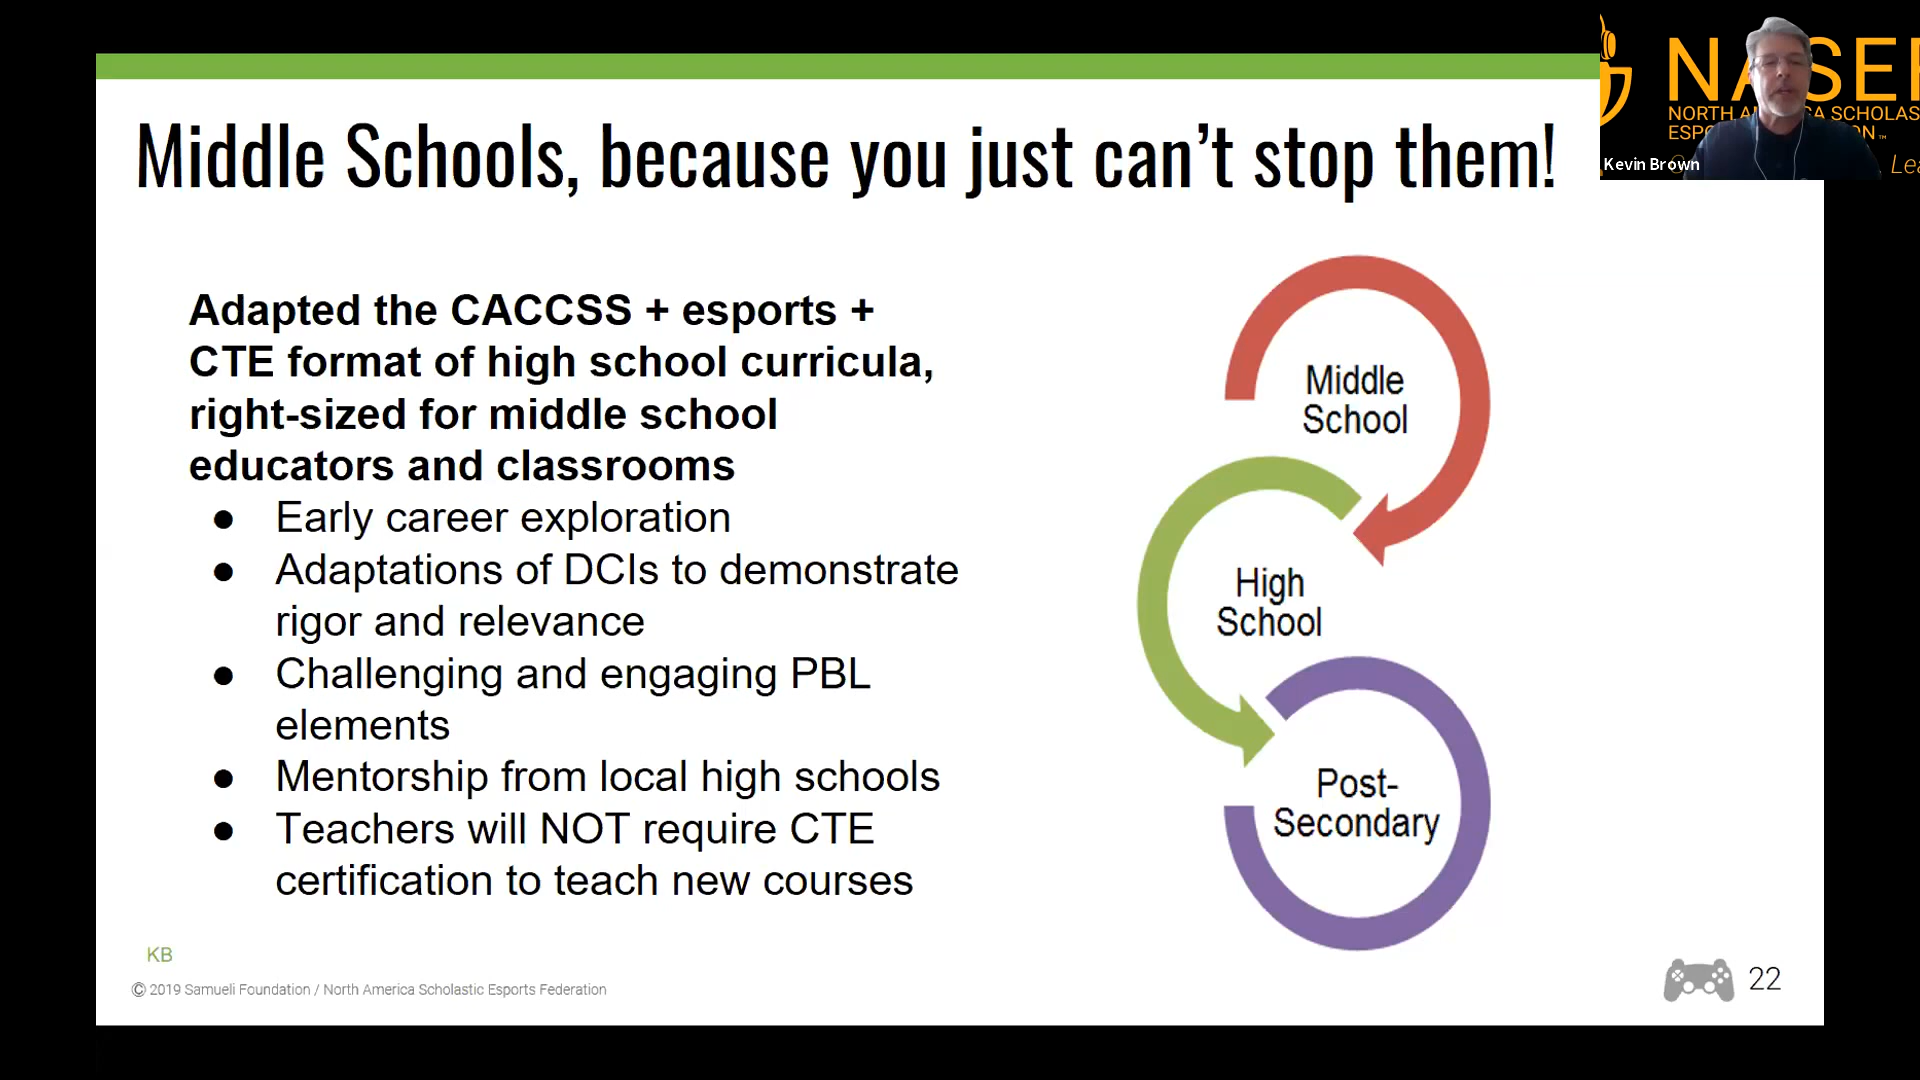 Middle Schools, because you just can't stop them!
Adapted the CACCSS + esports +
CTE format of high school curricula,
right-sized for middle school
educators and classrooms
● Early career exploration
● Adaptations of DCIs to demonstrate
rigor and relevance
● Challenging and engaging PBL
elements
● Mentorship from local high schools
● Teachers will NOT require CTE
certification to teach new courses
Middle
School
High
School
Post-
Secondary
KB
© 2019 Samueli Foundation / North America Scholastic Esports Federation
22
NORTH
Kevin Brown